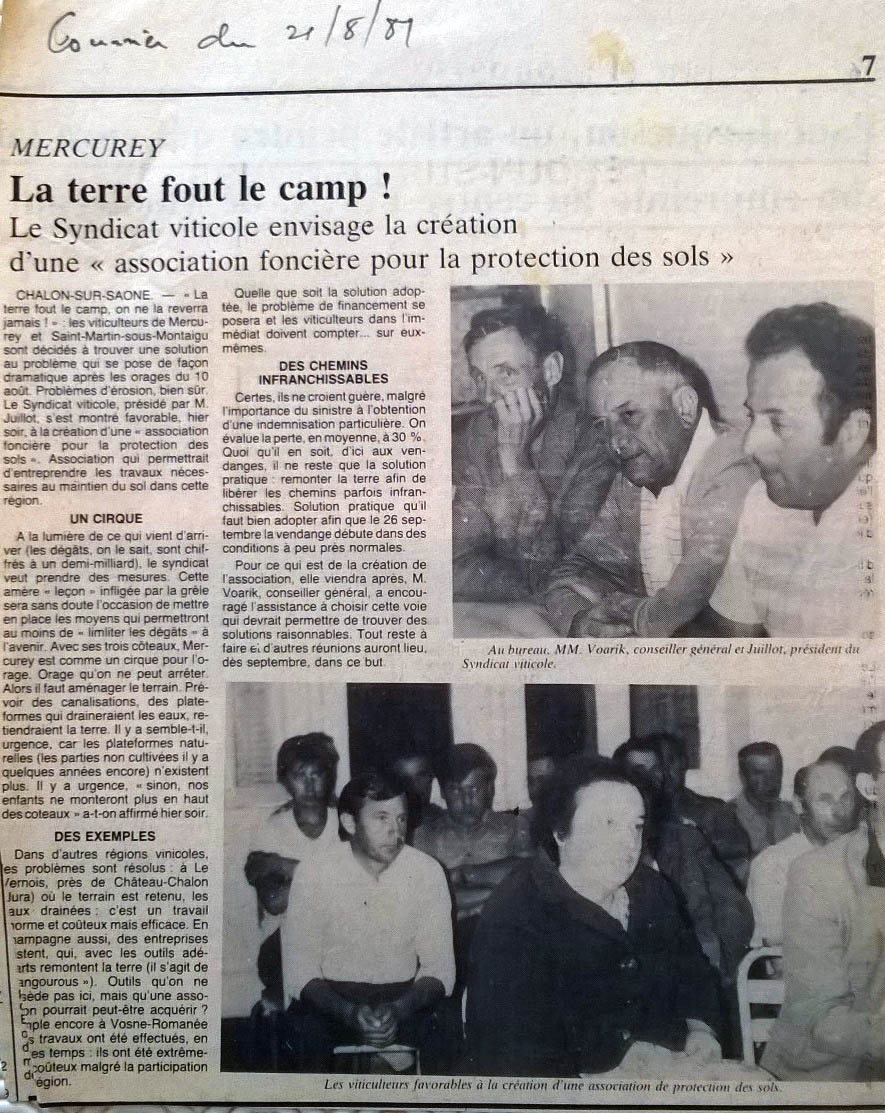 Courrier du 21/8/81
7
MERCUREY
La terre fout le camp !
Le Syndicat viticole envisage la création
d'une « association foncière pour la protection des sols »
CHALON-SUR-SAONE. — « La
terre fout le camp, on ne la reverra
jamais ! » : les viticulteurs de Mercu-
rey et Saint-Martin-sous-Montaigu
sont décidés à trouver une solution
au problème qui se pose de façon
dramatique après les orages du 10
août. Problèmes d'érosion, bien sûr.
Le Syndicat viticole, présidé par M.
Juillot, s'est montré favorable, hier
soir, à la création d'une « association
foncière pour la protection des
sols ». Association qui permettrait
d'entreprendre les travaux néces-
saires au maintien du sol dans cette
région.
UN CIRQUE
A la lumière de ce qui vient d'arri-
ver (les dégâts, on le sait, sont chif-
frés à un demi-milliard), le syndicat
veut prendre des mesures. Cette
amère « leçon » infligée par la grêle
sera sans doute l'occasion de mettre
en place les moyens qui permettront
au moins de « limliter les dégâts » à
l'avenir. Avec ses trois côteaux, Mer-
curey est comme un cirque pour l'o-
rage. Orage qu'on ne peut arrêter.
Alors il faut aménager le terrain. Pré-
voir des canalisations, des plate-
formes qui draineraient les eaux, re-
tiendraient la terre. Il y a semble-t-il,
urgence, car les plateformes natu-
relles (les parties non cultivées il y a
quelques années encore) n'existent
plus. Il y a urgence, « sinon, nos
enfants ne monteront plus en haut
des coteaux » a-t-on affirmé hier soir.
DES EXEMPLES
Dans d'autres régions vinicoles,
es problèmes sont résolus : à Le
Vernois, près de Château-Chalon
Jura) où le terrain est retenu, les
aux drainées : c'est un travail
norme et coûteux mais efficace. En
hampagne aussi, des entreprises
istent, qui, avec les outils adé-
arts remontent la terre (il s'agit de
angourous »). Outils qu'on ne
sède pas ici, mais qu'une asso-
on pourrait peut-être acquérir ?
mple encore à Vosne-Romanée
s travaux ont été effectués, en
es temps : ils ont été extrême-
coûteux malgré la participation
égion.
Quelle que soit la solution adop-
tée, le problème de financement se
posera et les viticulteurs dans l'im-
médiat doivent compter... sur eux-
mêmes.
DES CHEMINS
INFRANCHISSABLES
Certes, ils ne croient guère, malgré
l'importance du sinistre à l'obtention
d'une indemnisation particulière. On
évalue la perte, en moyenne, à 30 %.
Quoi qu'il en soit, d'ici aux ven-
danges, il ne reste que la solution
pratique : remonter la terre afin de
libérer les chemins parfois infran-
chissables. Solution pratique qu'il
faut bien adopter afin que le 26 sep-
tembre la vendange débute dans des
conditions à peu près normales.
Pour ce qui est de la création de
l'association, elle viendra après, M.
Voarik, conseiller général, a encou-
ragé l'assistance à choisir cette voie
qui devrait permettre de trouver des
solutions raisonnables. Tout reste à
faire et d'autres réunions auront lieu,
dès septembre, dans ce but.
Au bureau, MM. Voarik, conseiller général et Juillot, président du
Syndicat viticole.
Les viticulteurs favorables à la création d'une association de protection des sols.